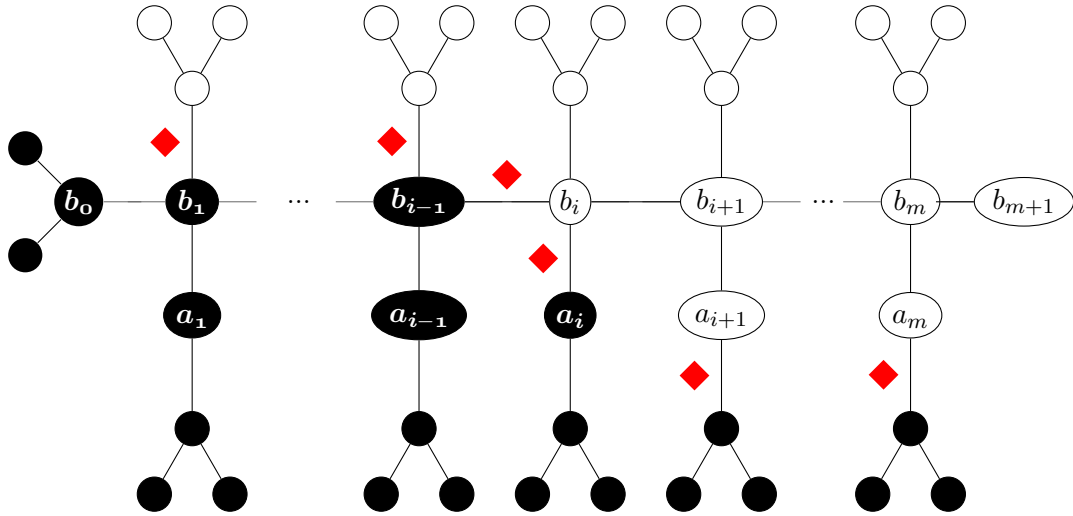 b₀ b₁ ... bᵢ₋₁ bᵢ bᵢ₊₁ ... bₘ bₘ₊₁
a₁ aᵢ₋₁ aᵢ aᵢ₊₁ aₘ